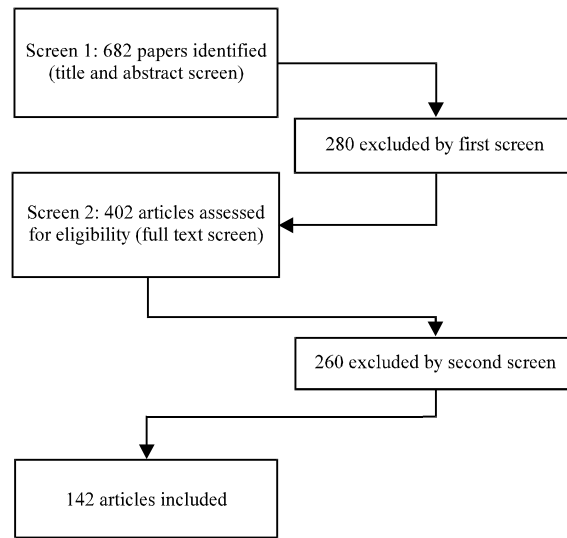 Screen 1: 682 papers identified
(title and abstract screen)
280 excluded by first screen
Screen 2: 402 articles assessed
for eligibility (full text screen)
260 excluded by second screen
142 articles included